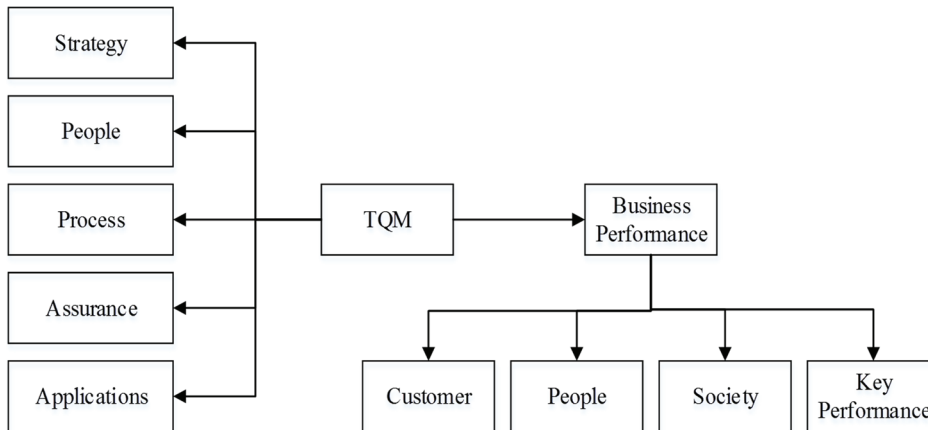 Strategy
People
Process
TQM
Business
Performance
Assurance
Applications
Customer
People
Society
Key
Performance